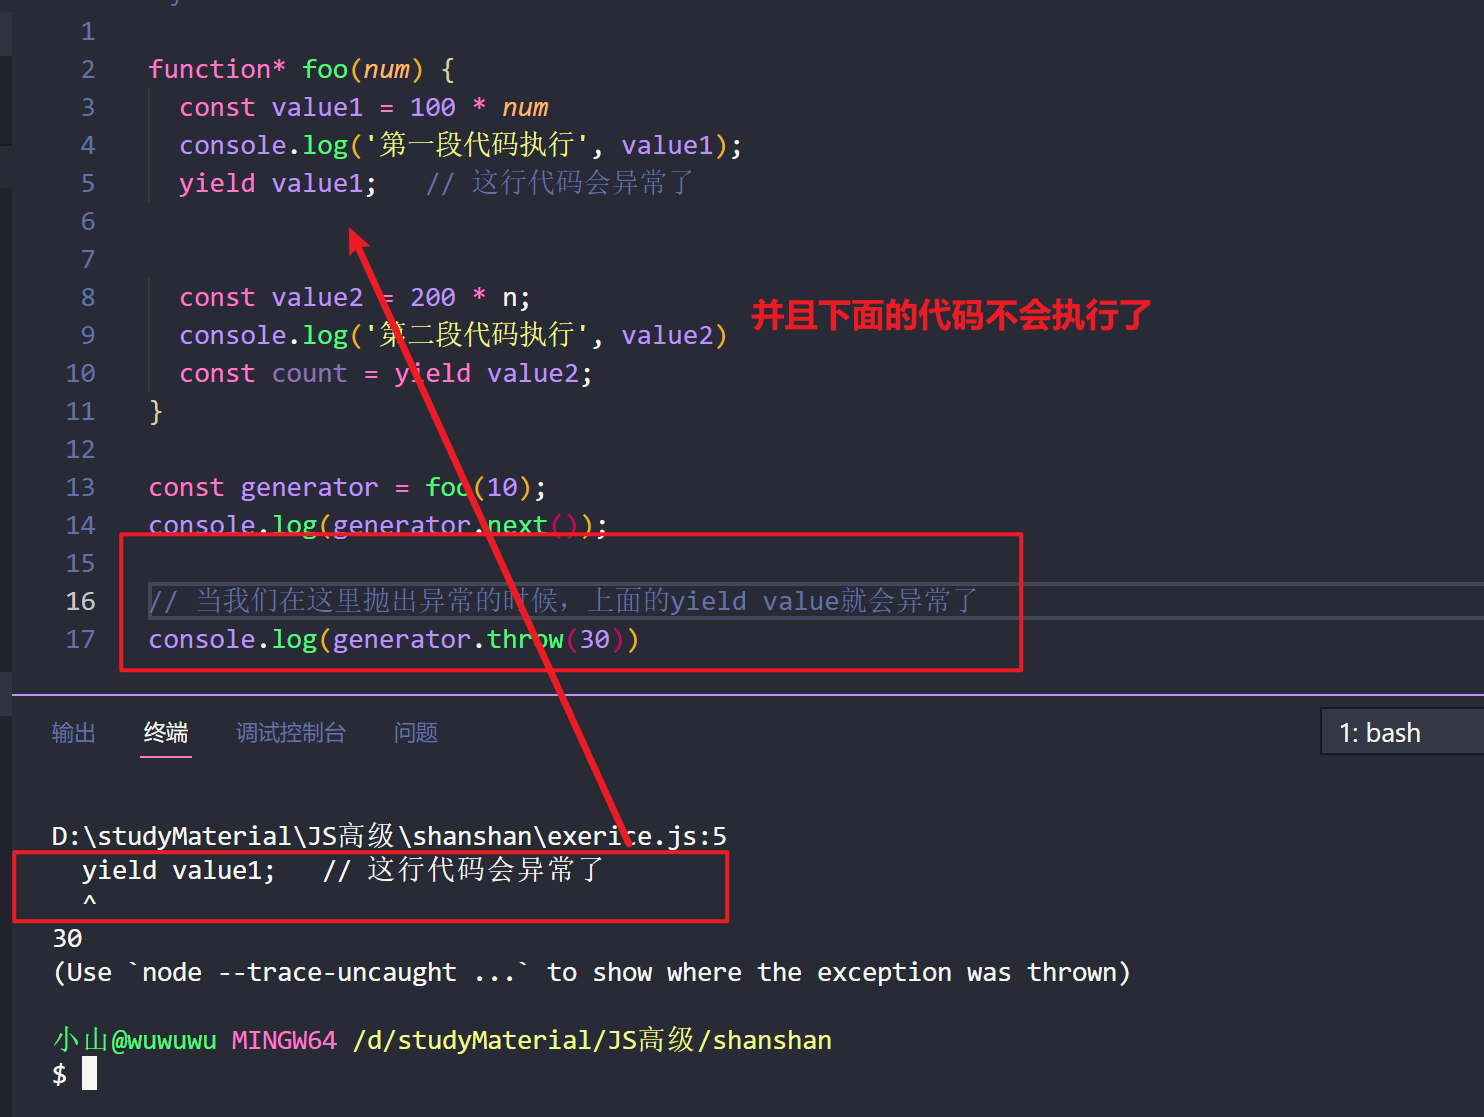 1
2 function* foo(num) {
3 const value1 = 100 * num
4 console.log('第一段代码执行', value1);
5 yield value1; // 这行代码会异常了
6
7
8 const value2 = 200 * n;
并且下面的代码不会执行了
9 console.log('第二段代码执行', value2)
10 const count = yield value2;
11 }
12
13 const generator = foo(10);
14 console.log(generator.next());
15
16 // 当我们在这里抛出异常的时候，上面的yield value就会异常了
17 console.log(generator.throw(30))
输出 终端 调试控制台 问题 1: bash
D:\studyMaterial\JS高级\shanshan\exerice.js:5
yield value1; // 这行代码会异常了
^
30
(Use `node --trace-uncaught ...` to show where the exception was thrown)
小山@wuwuwu MINGW64 /d/studyMaterial/JS高级/shanshan
$